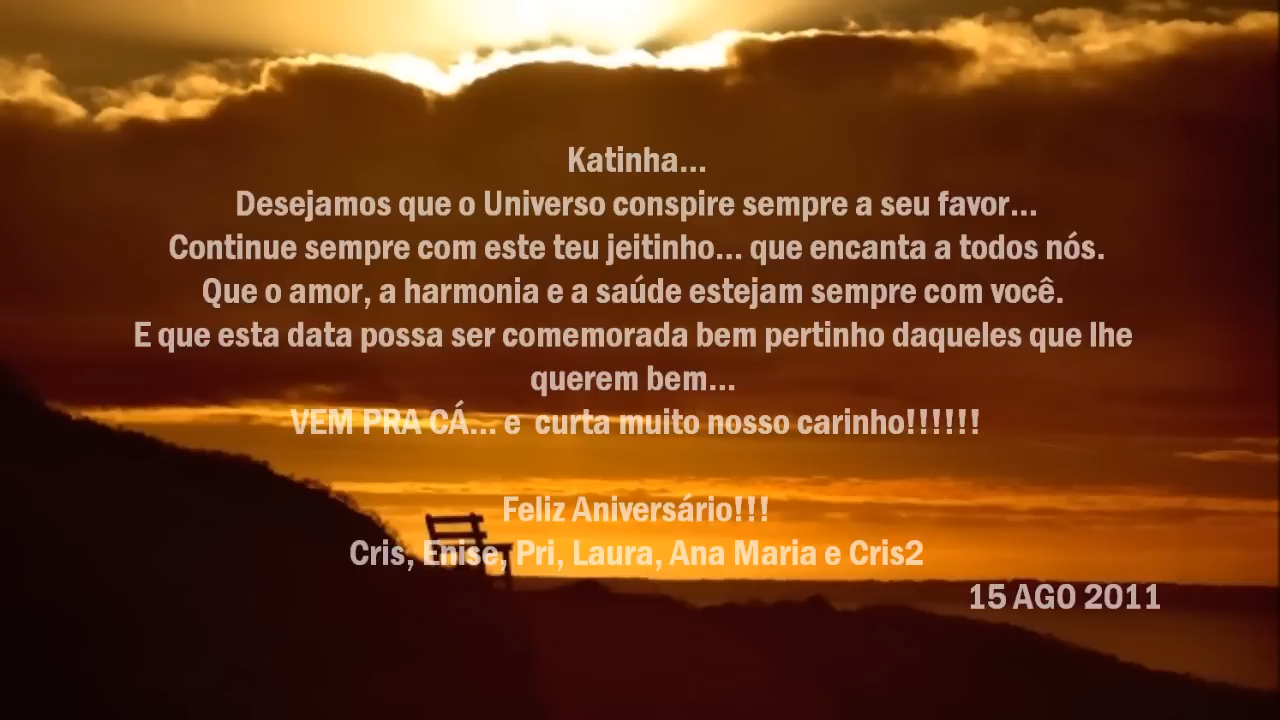 Katinha...
Desejamos que o Universo conspire sempre a seu favor...
Continue sempre com este teu jeitinho... que encanta a todos nós.
Que o amor, a harmonia e a saúde estejam sempre com você.
E que esta data possa ser comemorada bem pertinho daqueles que lhe
querem bem...
VEM PRA CÁ... e  curta muito nosso carinho!!!!!!
Feliz Aniversário!!!
Cris, Enise, Pri, Laura, Ana Maria e Cris2
15 AGO 2011